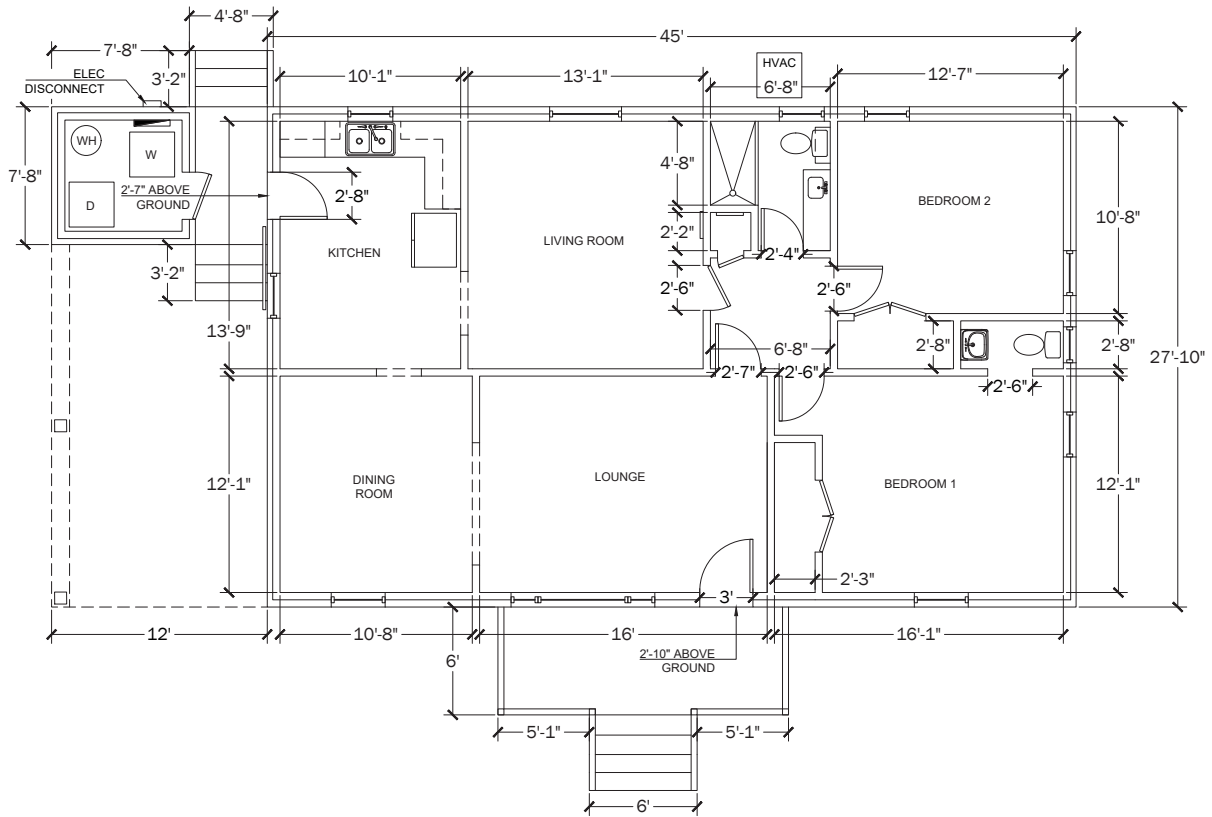 4'-8"
45'
7'-8"
3'-2"
ELEC
DISCONNECT
10'-1"
13'-1"
HVAC
6'-8"
12'-7"
WH
W
D
7'-8"
2'-7" ABOVE
GROUND
2'-8"
4'-8"
BEDROOM 2
10'-8"
KITCHEN
LIVING ROOM
2'-2"
2'-4"
3'-2"
2'-6"
2'-6"
13'-9"
6'-8"
2'-8"
2'-8"
27'-10"
2'-7"
2'-6"
2'-6"
12'-1"
DINING
ROOM
LOUNGE
BEDROOM 1
12'-1"
2'-3"
3'
12'
10'-8"
16'
16'-1"
2'-10" ABOVE
GROUND
6'
5'-1"
5'-1"
6'